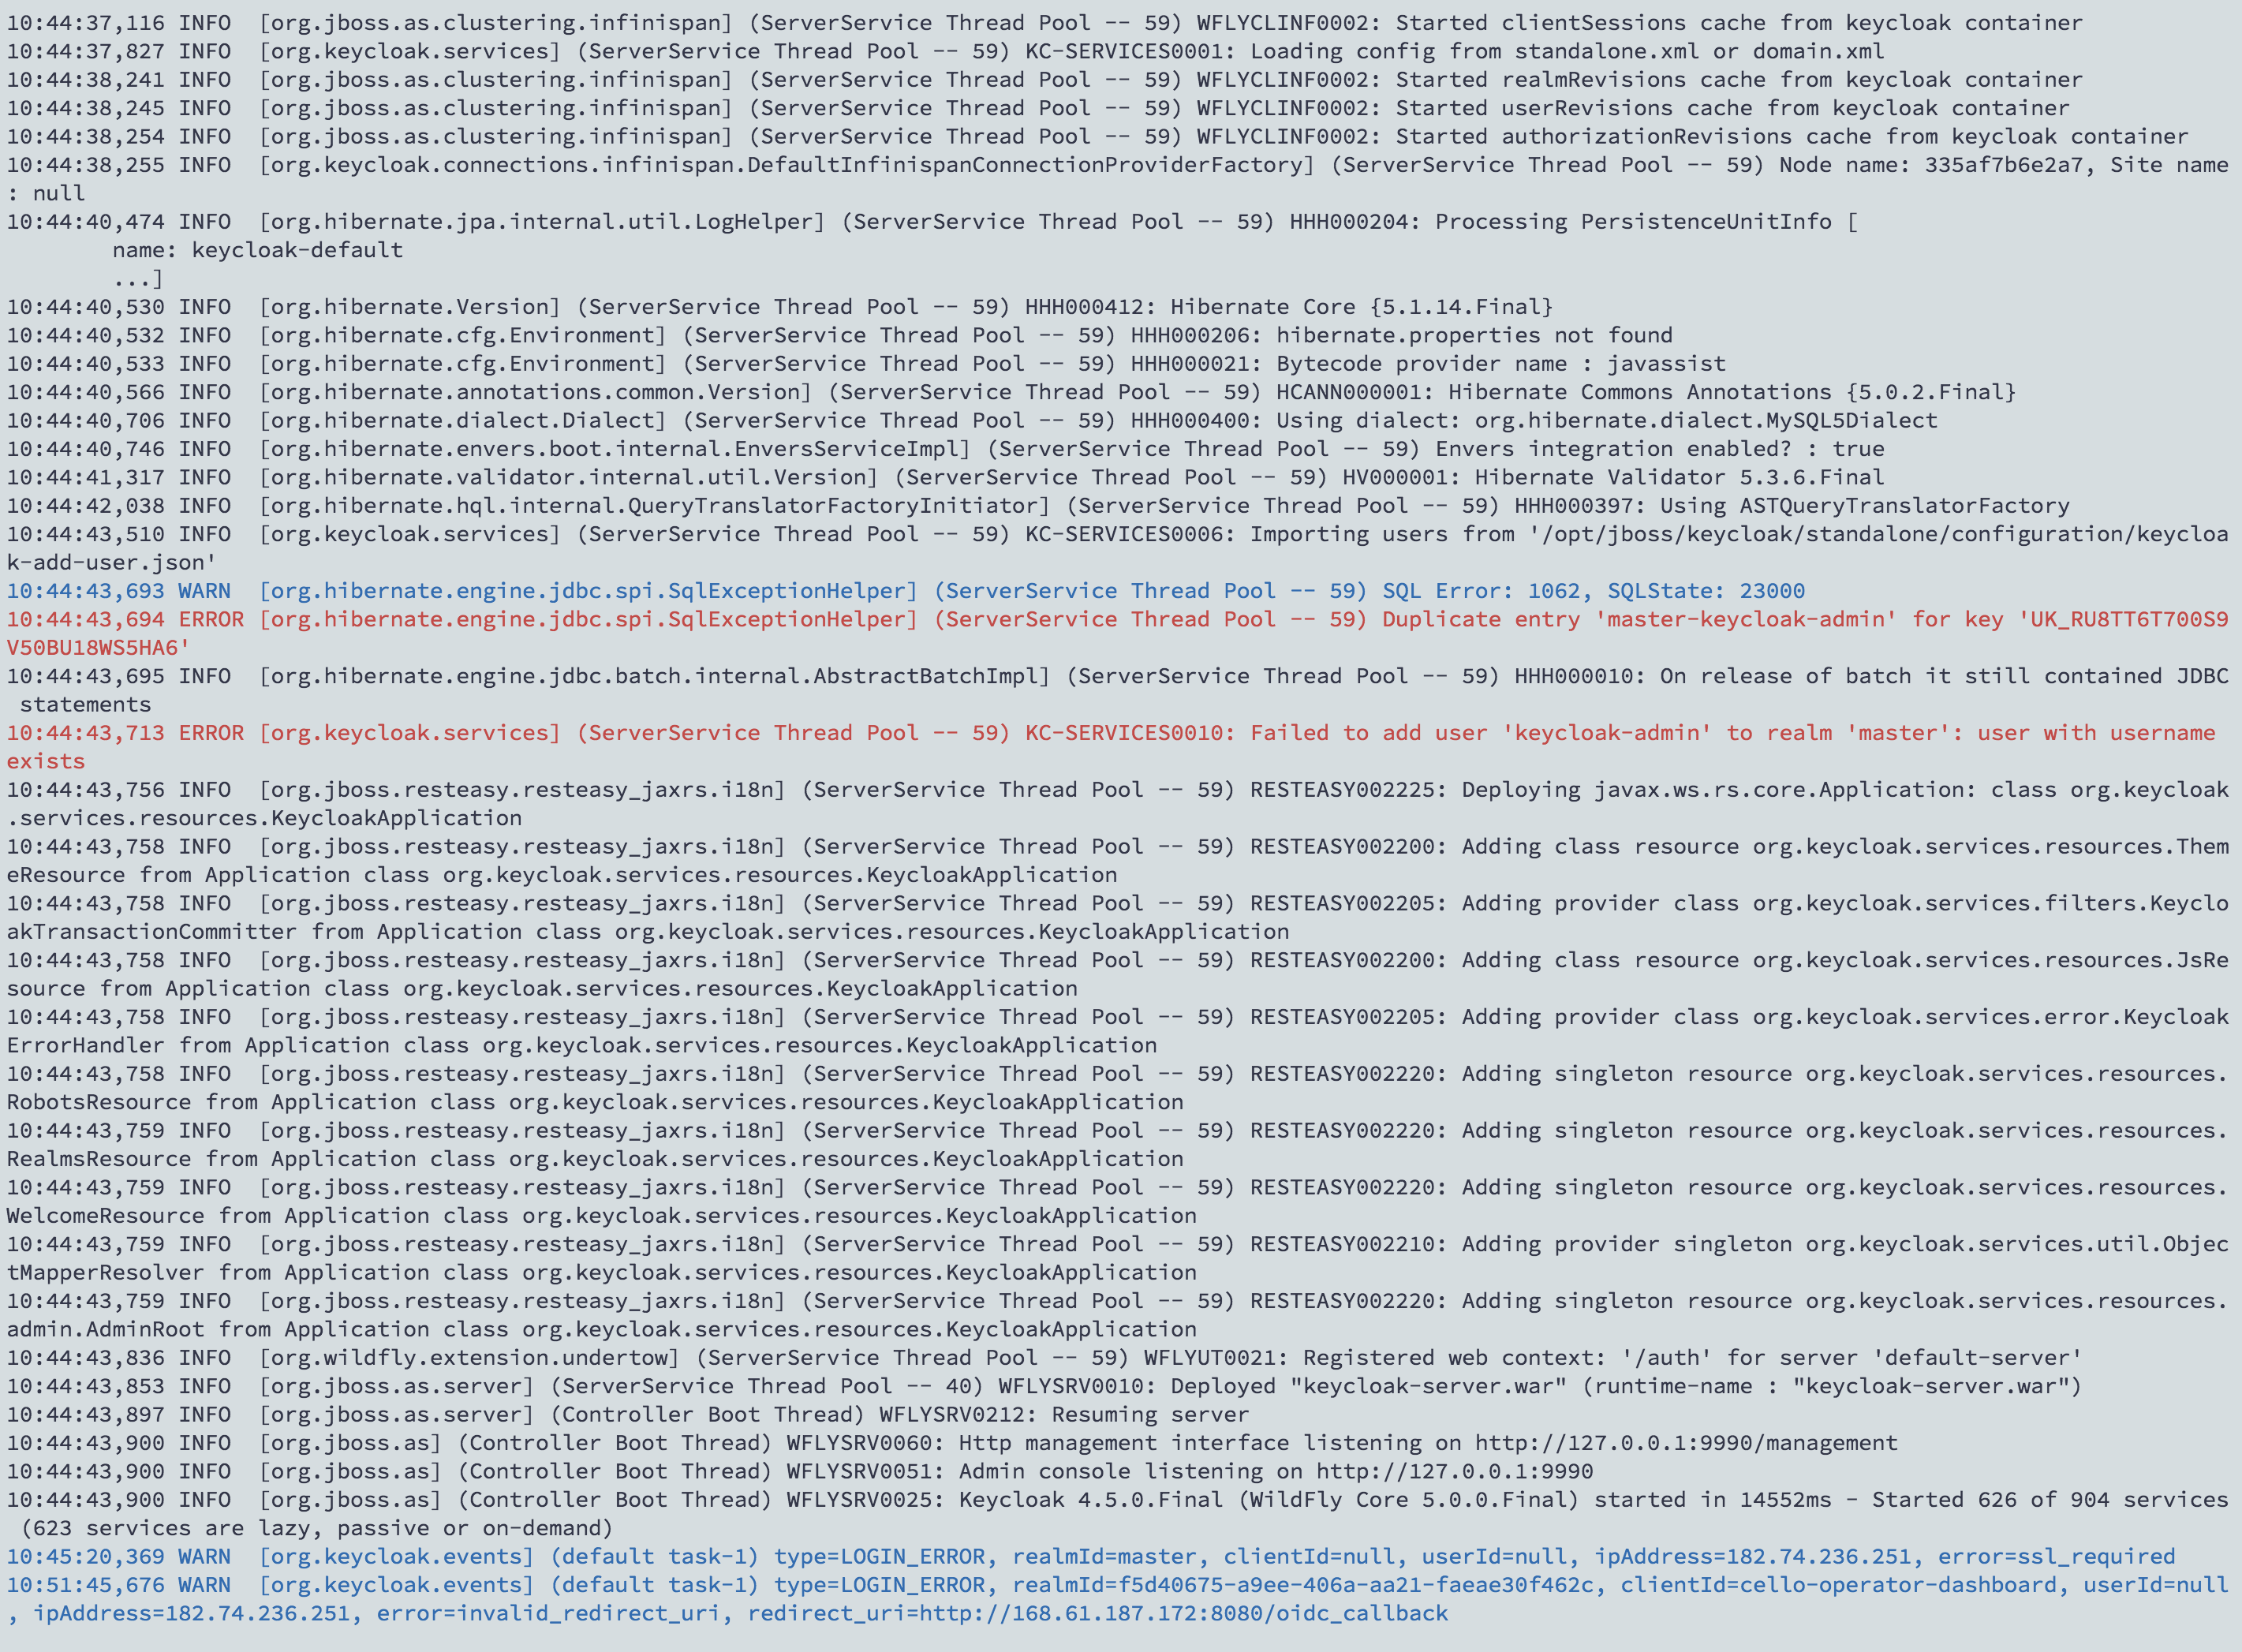 10:44:37,116 INFO  [org.jboss.as.clustering.infinispan] (ServerService Thread Pool -- 59) WFLYCLINF0002: Started clientSessions cache from keycloak container
10:44:37,827 INFO  [org.keycloak.services] (ServerService Thread Pool -- 59) KC-SERVICES0001: Loading config from standalone.xml or domain.xml
10:44:38,241 INFO  [org.jboss.as.clustering.infinispan] (ServerService Thread Pool -- 59) WFLYCLINF0002: Started realmRevisions cache from keycloak container
10:44:38,245 INFO  [org.jboss.as.clustering.infinispan] (ServerService Thread Pool -- 59) WFLYCLINF0002: Started userRevisions cache from keycloak container
10:44:38,254 INFO  [org.jboss.as.clustering.infinispan] (ServerService Thread Pool -- 59) WFLYCLINF0002: Started authorizationRevisions cache from keycloak container
10:44:38,255 INFO  [org.keycloak.connections.infinispan.DefaultInfinispanConnectionProviderFactory] (ServerService Thread Pool -- 59) Node name: 335af7b6e2a7, Site name
: null
10:44:40,474 INFO  [org.hibernate.jpa.internal.util.LogHelper] (ServerService Thread Pool -- 59) HHH000204: Processing PersistenceUnitInfo [
        name: keycloak-default
        ...]
10:44:40,530 INFO  [org.hibernate.Version] (ServerService Thread Pool -- 59) HHH000412: Hibernate Core {5.1.14.Final}
10:44:40,532 INFO  [org.hibernate.cfg.Environment] (ServerService Thread Pool -- 59) HHH000206: hibernate.properties not found
10:44:40,533 INFO  [org.hibernate.cfg.Environment] (ServerService Thread Pool -- 59) HHH000021: Bytecode provider name : javassist
10:44:40,566 INFO  [org.hibernate.annotations.common.Version] (ServerService Thread Pool -- 59) HCANN000001: Hibernate Commons Annotations {5.0.2.Final}
10:44:40,706 INFO  [org.hibernate.dialect.Dialect] (ServerService Thread Pool -- 59) HHH000400: Using dialect: org.hibernate.dialect.MySQL5Dialect
10:44:40,746 INFO  [org.hibernate.envers.boot.internal.EnversServiceImpl] (ServerService Thread Pool -- 59) Envers integration enabled? : true
10:44:41,317 INFO  [org.hibernate.validator.internal.util.Version] (ServerService Thread Pool -- 59) HV000001: Hibernate Validator 5.3.6.Final
10:44:42,038 INFO  [org.hibernate.hql.internal.QueryTranslatorFactoryInitiator] (ServerService Thread Pool -- 59) HHH000397: Using ASTQueryTranslatorFactory
10:44:43,510 INFO  [org.keycloak.services] (ServerService Thread Pool -- 59) KC-SERVICES0006: Importing users from '/opt/jboss/keycloak/standalone/configuration/keycloa
k-add-user.json'
10:44:43,693 WARN  [org.hibernate.engine.jdbc.spi.SqlExceptionHelper] (ServerService Thread Pool -- 59) SQL Error: 1062, SQLState: 23000
10:44:43,694 ERROR [org.hibernate.engine.jdbc.spi.SqlExceptionHelper] (ServerService Thread Pool -- 59) Duplicate entry 'master-keycloak-admin' for key 'UK_RU8TT6T700S9
V50BU18WS5HA6'
10:44:43,695 INFO  [org.hibernate.engine.jdbc.batch.internal.AbstractBatchImpl] (ServerService Thread Pool -- 59) HHH000010: On release of batch it still contained JDBC
 statements
10:44:43,713 ERROR [org.keycloak.services] (ServerService Thread Pool -- 59) KC-SERVICES0010: Failed to add user 'keycloak-admin' to realm 'master': user with username
exists
10:44:43,756 INFO  [org.jboss.resteasy.resteasy_jaxrs.i18n] (ServerService Thread Pool -- 59) RESTEASY002225: Deploying javax.ws.rs.core.Application: class org.keycloak
.services.resources.KeycloakApplication
10:44:43,758 INFO  [org.jboss.resteasy.resteasy_jaxrs.i18n] (ServerService Thread Pool -- 59) RESTEASY002200: Adding class resource org.keycloak.services.resources.Them
eResource from Application class org.keycloak.services.resources.KeycloakApplication
10:44:43,758 INFO  [org.jboss.resteasy.resteasy_jaxrs.i18n] (ServerService Thread Pool -- 59) RESTEASY002205: Adding provider class org.keycloak.services.filters.Keyclo
akTransactionCommitter from Application class org.keycloak.services.resources.KeycloakApplication
10:44:43,758 INFO  [org.jboss.resteasy.resteasy_jaxrs.i18n] (ServerService Thread Pool -- 59) RESTEASY002200: Adding class resource org.keycloak.services.resources.JsRe
source from Application class org.keycloak.services.resources.KeycloakApplication
10:44:43,758 INFO  [org.jboss.resteasy.resteasy_jaxrs.i18n] (ServerService Thread Pool -- 59) RESTEASY002205: Adding provider class org.keycloak.services.error.Keycloak
ErrorHandler from Application class org.keycloak.services.resources.KeycloakApplication
10:44:43,758 INFO  [org.jboss.resteasy.resteasy_jaxrs.i18n] (ServerService Thread Pool -- 59) RESTEASY002220: Adding singleton resource org.keycloak.services.resources.
RobotsResource from Application class org.keycloak.services.resources.KeycloakApplication
10:44:43,759 INFO  [org.jboss.resteasy.resteasy_jaxrs.i18n] (ServerService Thread Pool -- 59) RESTEASY002220: Adding singleton resource org.keycloak.services.resources.
RealmsResource from Application class org.keycloak.services.resources.KeycloakApplication
10:44:43,759 INFO  [org.jboss.resteasy.resteasy_jaxrs.i18n] (ServerService Thread Pool -- 59) RESTEASY002220: Adding singleton resource org.keycloak.services.resources.
WelcomeResource from Application class org.keycloak.services.resources.KeycloakApplication
10:44:43,759 INFO  [org.jboss.resteasy.resteasy_jaxrs.i18n] (ServerService Thread Pool -- 59) RESTEASY002210: Adding provider singleton org.keycloak.services.util.Objec
tMapperResolver from Application class org.keycloak.services.resources.KeycloakApplication
10:44:43,759 INFO  [org.jboss.resteasy.resteasy_jaxrs.i18n] (ServerService Thread Pool -- 59) RESTEASY002220: Adding singleton resource org.keycloak.services.resources.
admin.AdminRoot from Application class org.keycloak.services.resources.KeycloakApplication
10:44:43,836 INFO  [org.wildfly.extension.undertow] (ServerService Thread Pool -- 59) WFLYUT0021: Registered web context: '/auth' for server 'default-server'
10:44:43,853 INFO  [org.jboss.as.server] (ServerService Thread Pool -- 40) WFLYSRV0010: Deployed "keycloak-server.war" (runtime-name : "keycloak-server.war")
10:44:43,897 INFO  [org.jboss.as.server] (Controller Boot Thread) WFLYSRV0212: Resuming server
10:44:43,900 INFO  [org.jboss.as] (Controller Boot Thread) WFLYSRV0060: Http management interface listening on http://127.0.0.1:9990/management
10:44:43,900 INFO  [org.jboss.as] (Controller Boot Thread) WFLYSRV0051: Admin console listening on http://127.0.0.1:9990
10:44:43,900 INFO  [org.jboss.as] (Controller Boot Thread) WFLYSRV0025: Keycloak 4.5.0.Final (WildFly Core 5.0.0.Final) started in 14552ms - Started 626 of 904 services
 (623 services are lazy, passive or on-demand)
10:45:20,369 WARN  [org.keycloak.events] (default task-1) type=LOGIN_ERROR, realmId=master, clientId=null, userId=null, ipAddress=182.74.236.251, error=ssl_required
10:51:45,676 WARN  [org.keycloak.events] (default task-1) type=LOGIN_ERROR, realmId=f5d40675-a9ee-406a-aa21-faeae30f462c, clientId=cello-operator-dashboard, userId=null
, ipAddress=182.74.236.251, error=invalid_redirect_uri, redirect_uri=http://168.61.187.172:8080/oidc_callback